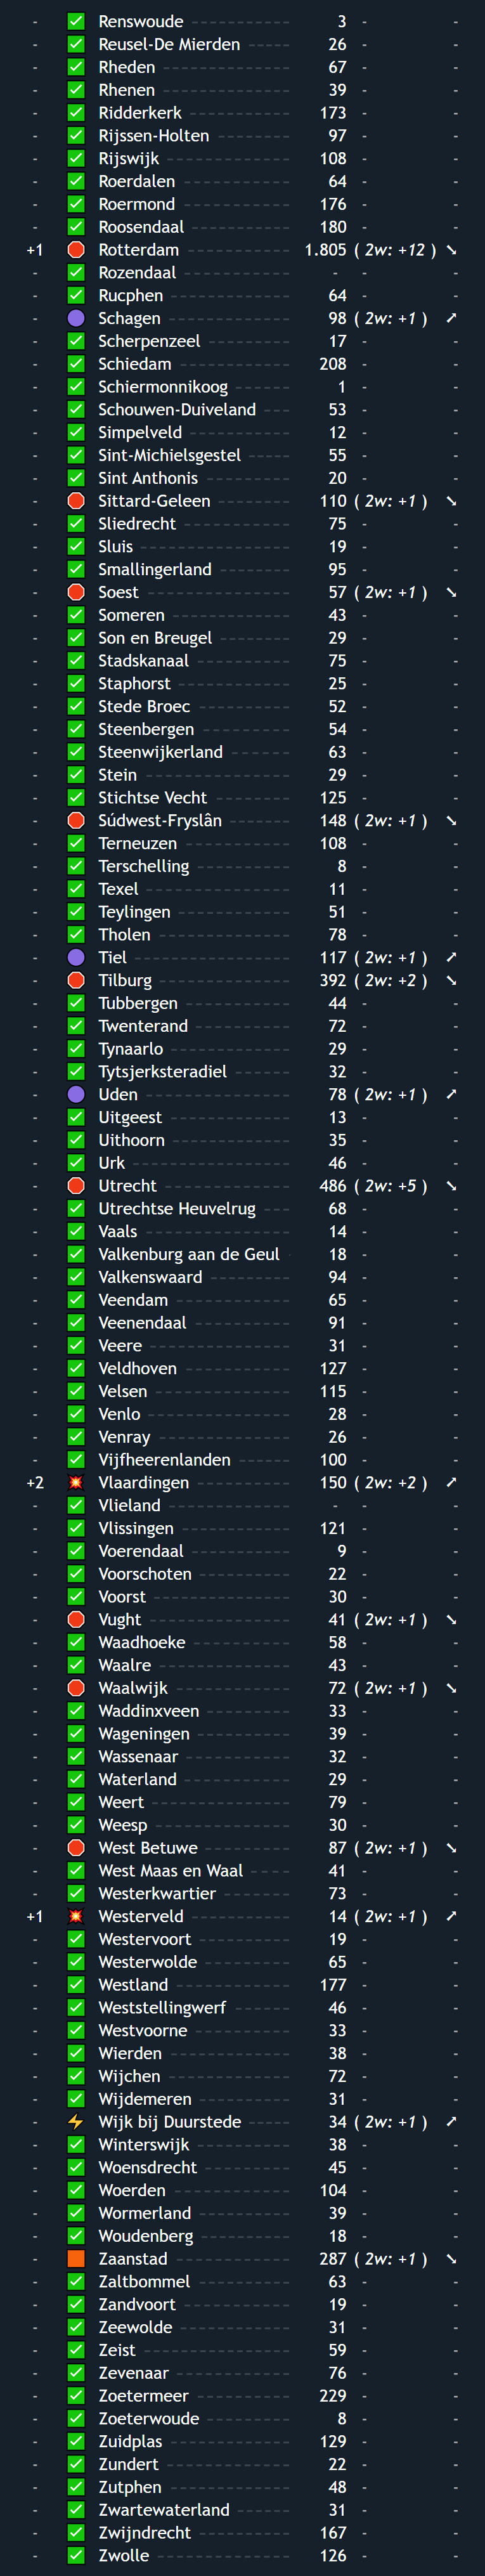 - ✅ Renswoude 3 - -
- ✅ Reusel-De Mierden 26 - -
- ✅ Rheden 67 - -
- ✅ Rhenen 39 - -
- ✅ Ridderkerk 173 - -
- ✅ Rijssen-Holten 97 - -
- ✅ Rijswijk 108 - -
- ✅ Roerdalen 64 - -
- ✅ Roermond 176 - -
- ✅ Roosendaal 180 - -
+1 🛑 Rotterdam 1.805 ( 2w: +12 ) ➘
- ✅ Rozendaal - - -
- ✅ Rucphen 64 - -
- 🟣 Schagen 98 ( 2w: +1 ) ➚
- ✅ Scherpenzeel 17 - -
- ✅ Schiedam 208 - -
- ✅ Schiermonnikoog 1 - -
- ✅ Schouwen-Duiveland 53 - -
- ✅ Simpelveld 12 - -
- ✅ Sint-Michielsgestel 55 - -
- ✅ Sint Anthonis 20 - -
- 🛑 Sittard-Geleen 110 ( 2w: +1 ) ➘
- ✅ Sliedrecht 75 - -
- ✅ Sluis 19 - -
- ✅ Smallingerland 95 - -
- 🛑 Soest 57 ( 2w: +1 ) ➘
- ✅ Someren 43 - -
- ✅ Son en Breugel 29 - -
- ✅ Stadskanaal 75 - -
- ✅ Staphorst 25 - -
- ✅ Stede Broec 52 - -
- ✅ Steenbergen 54 - -
- ✅ Steenwijkerland 63 - -
- ✅ Stein 29 - -
- ✅ Stichtse Vecht 125 - -
- 🛑 Súdwest-Fryslân 148 ( 2w: +1 ) ➘
- ✅ Terneuzen 108 - -
- ✅ Terschelling 8 - -
- ✅ Texel 11 - -
- ✅ Teylingen 51 - -
- ✅ Tholen 78 - -
- 🟣 Tiel 117 ( 2w: +1 ) ➚
- 🛑 Tilburg 392 ( 2w: +2 ) ➘
- ✅ Tubbergen 44 - -
- ✅ Twenterand 72 - -
- ✅ Tynaarlo 29 - -
- ✅ Tytsjerksteradiel 32 - -
- 🟣 Uden 78 ( 2w: +1 ) ➚
- ✅ Uitgeest 13 - -
- ✅ Uithoorn 35 - -
- ✅ Urk 46 - -
- 🛑 Utrecht 486 ( 2w: +5 ) ➘
- ✅ Utrechtse Heuvelrug 68 - -
- ✅ Vaals 14 - -
- ✅ Valkenburg aan de Geul 18 - -
- ✅ Valkenswaard 94 - -
- ✅ Veendam 65 - -
- ✅ Veenendaal 91 - -
- ✅ Veere 31 - -
- ✅ Veldhoven 127 - -
- ✅ Velsen 115 - -
- ✅ Venlo 28 - -
- ✅ Venray 26 - -
- ✅ Vijfheerenlanden 100 - -
+2 💥 Vlaardingen 150 ( 2w: +2 ) ➚
- ✅ Vlieland - - -
- ✅ Vlissingen 121 - -
- ✅ Voerendaal 9 - -
- ✅ Voorschoten 22 - -
- ✅ Voorst 30 - -
- 🛑 Vught 41 ( 2w: +1 ) ➘
- ✅ Waadhoeke 58 - -
- ✅ Waalre 43 - -
- 🛑 Waalwijk 72 ( 2w: +1 ) ➘
- ✅ Waddinxveen 33 - -
- ✅ Wageningen 39 - -
- ✅ Wassenaar 32 - -
- ✅ Waterland 29 - -
- ✅ Weert 79 - -
- ✅ Weesp 30 - -
- 🛑 West Betuwe 87 ( 2w: +1 ) ➘
- ✅ West Maas en Waal 41 - -
- ✅ Westerkwartier 73 - -
+1 💥 Westerveld 14 ( 2w: +1 ) ➚
- ✅ Westervoort 19 - -
- ✅ Westerwolde 65 - -
- ✅ Westland 177 - -
- ✅ Weststellingwerf 46 - -
- ✅ Westvoorne 33 - -
- ✅ Wierden 38 - -
- ✅ Wijchen 72 - -
- ✅ Wijdemeren 31 - -
- ⚡ Wijk bij Duurstede 34 ( 2w: +1 ) ➚
- ✅ Winterswijk 38 - -
- ✅ Woensdrecht 45 - -
- ✅ Woerden 104 - -
- ✅ Wormerland 39 - -
- ✅ Woudenberg 18 - -
- 🟧 Zaanstad 287 ( 2w: +1 ) ➘
- ✅ Zaltbommel 63 - -
- ✅ Zandvoort 19 - -
- ✅ Zeewolde 31 - -
- ✅ Zeist 59 - -
- ✅ Zevenaar 76 - -
- ✅ Zoetermeer 229 - -
- ✅ Zoeterwoude 8 - -
- ✅ Zuidplas 129 - -
- ✅ Zundert 22 - -
- ✅ Zutphen 48 - -
- ✅ Zwartewaterland 31 - -
- ✅ Zwijndrecht 167 - -
- ✅ Zwolle 126 - -